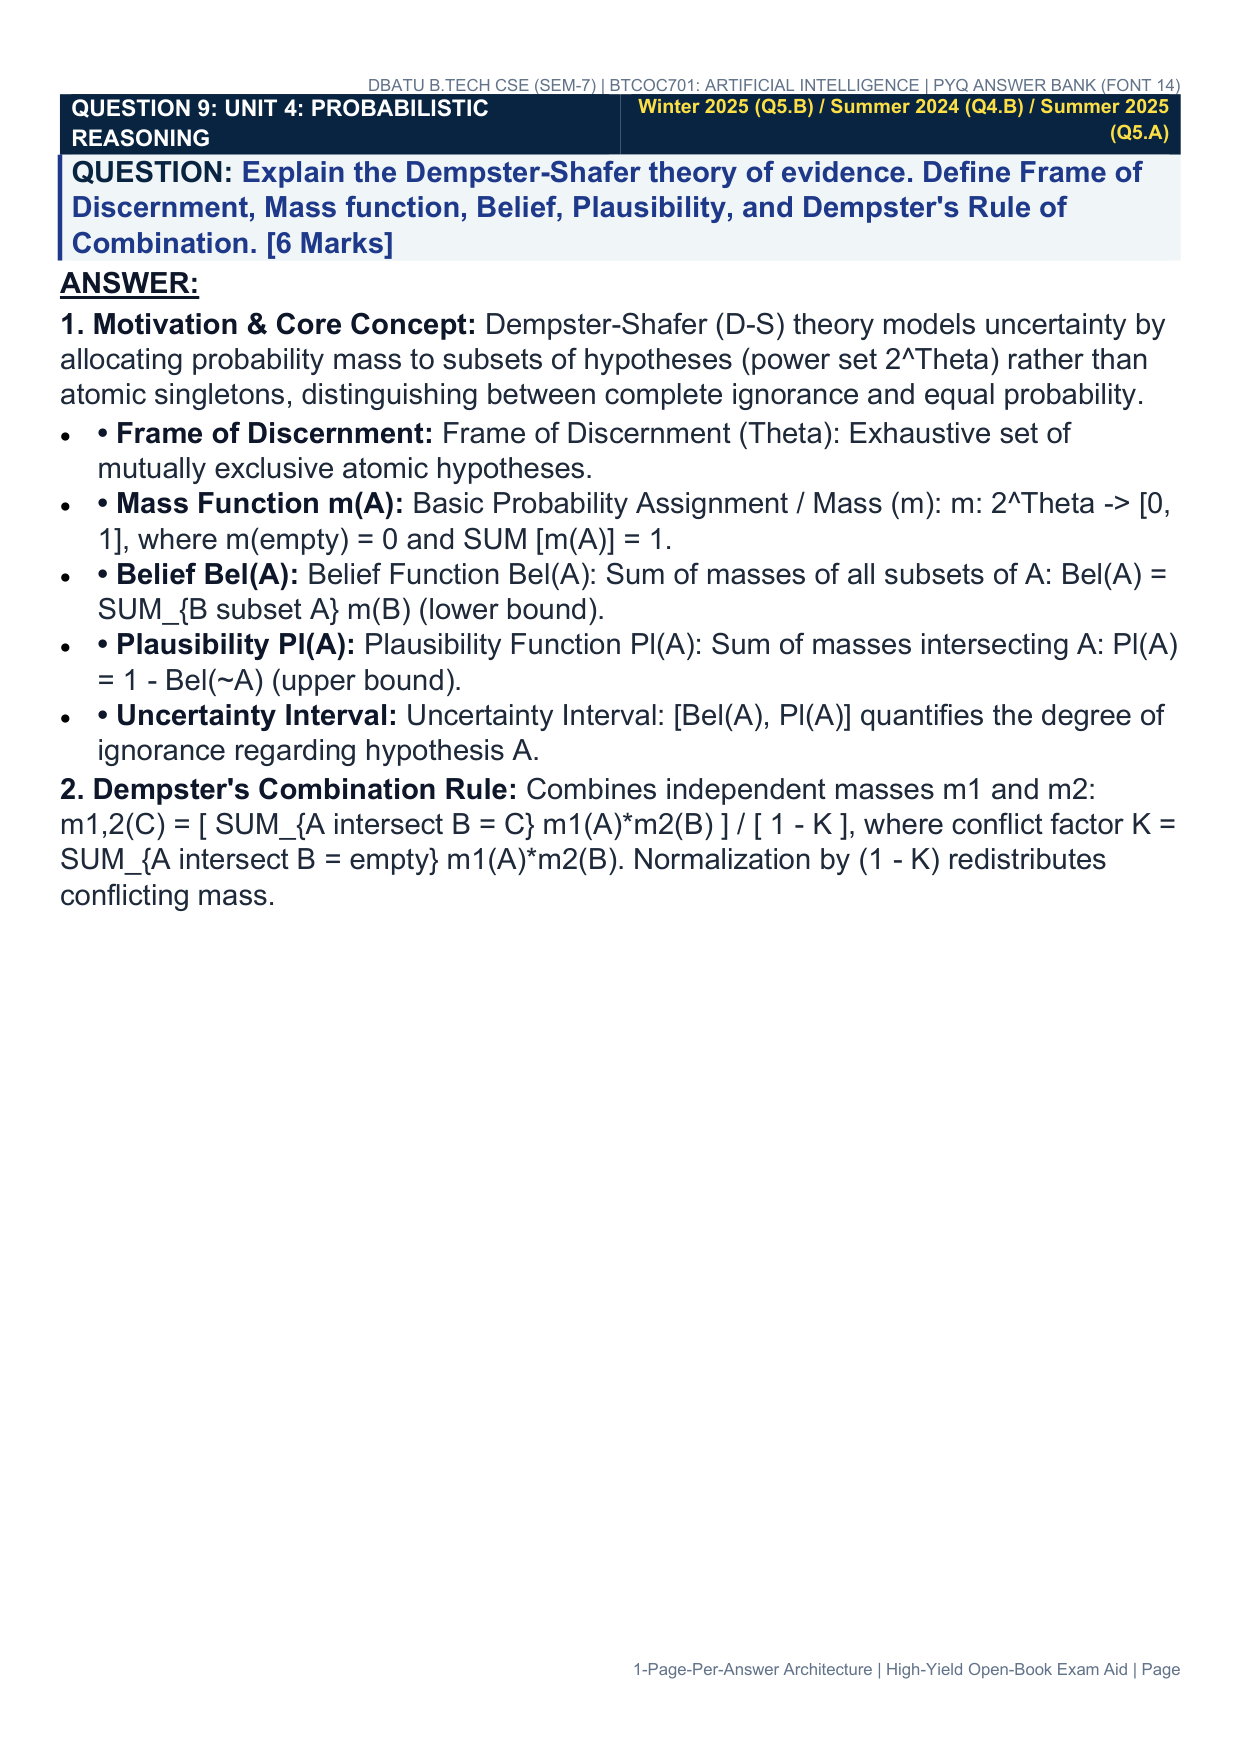 DBATU B.TECH CSE (SEM-7) | BTCOC701: ARTIFICIAL INTELLIGENCE | PYQ ANSWER BANK (FONT 14)
QUESTION 9: UNIT 4: PROBABILISTIC
REASONING
Winter 2025 (Q5.B) / Summer 2024 (Q4.B) / Summer 2025
(Q5.A)
QUESTION: Explain the Dempster-Shafer theory of evidence. Define Frame of
Discernment, Mass function, Belief, Plausibility, and Dempster's Rule of
Combination. [6 Marks]
ANSWER:
1. Motivation & Core Concept: Dempster-Shafer (D-S) theory models uncertainty by
allocating probability mass to subsets of hypotheses (power set 2^Theta) rather than
atomic singletons, distinguishing between complete ignorance and equal probability.
• • Frame of Discernment: Frame of Discernment (Theta): Exhaustive set of
mutually exclusive atomic hypotheses.
• • Mass Function m(A): Basic Probability Assignment / Mass (m): m: 2^Theta -> [0,
1], where m(empty) = 0 and SUM [m(A)] = 1.
• • Belief Bel(A): Belief Function Bel(A): Sum of masses of all subsets of A: Bel(A) =
SUM_{B subset A} m(B) (lower bound).
• • Plausibility Pl(A): Plausibility Function Pl(A): Sum of masses intersecting A: Pl(A)
= 1 - Bel(~A) (upper bound).
• • Uncertainty Interval: Uncertainty Interval: [Bel(A), Pl(A)] quantifies the degree of
ignorance regarding hypothesis A.
2. Dempster's Combination Rule: Combines independent masses m1 and m2:
m1,2(C) = [ SUM_{A intersect B = C} m1(A)*m2(B) ] / [ 1 - K ], where conflict factor K =
SUM_{A intersect B = empty} m1(A)*m2(B). Normalization by (1 - K) redistributes
conflicting mass.
1-Page-Per-Answer Architecture | High-Yield Open-Book Exam Aid | Page